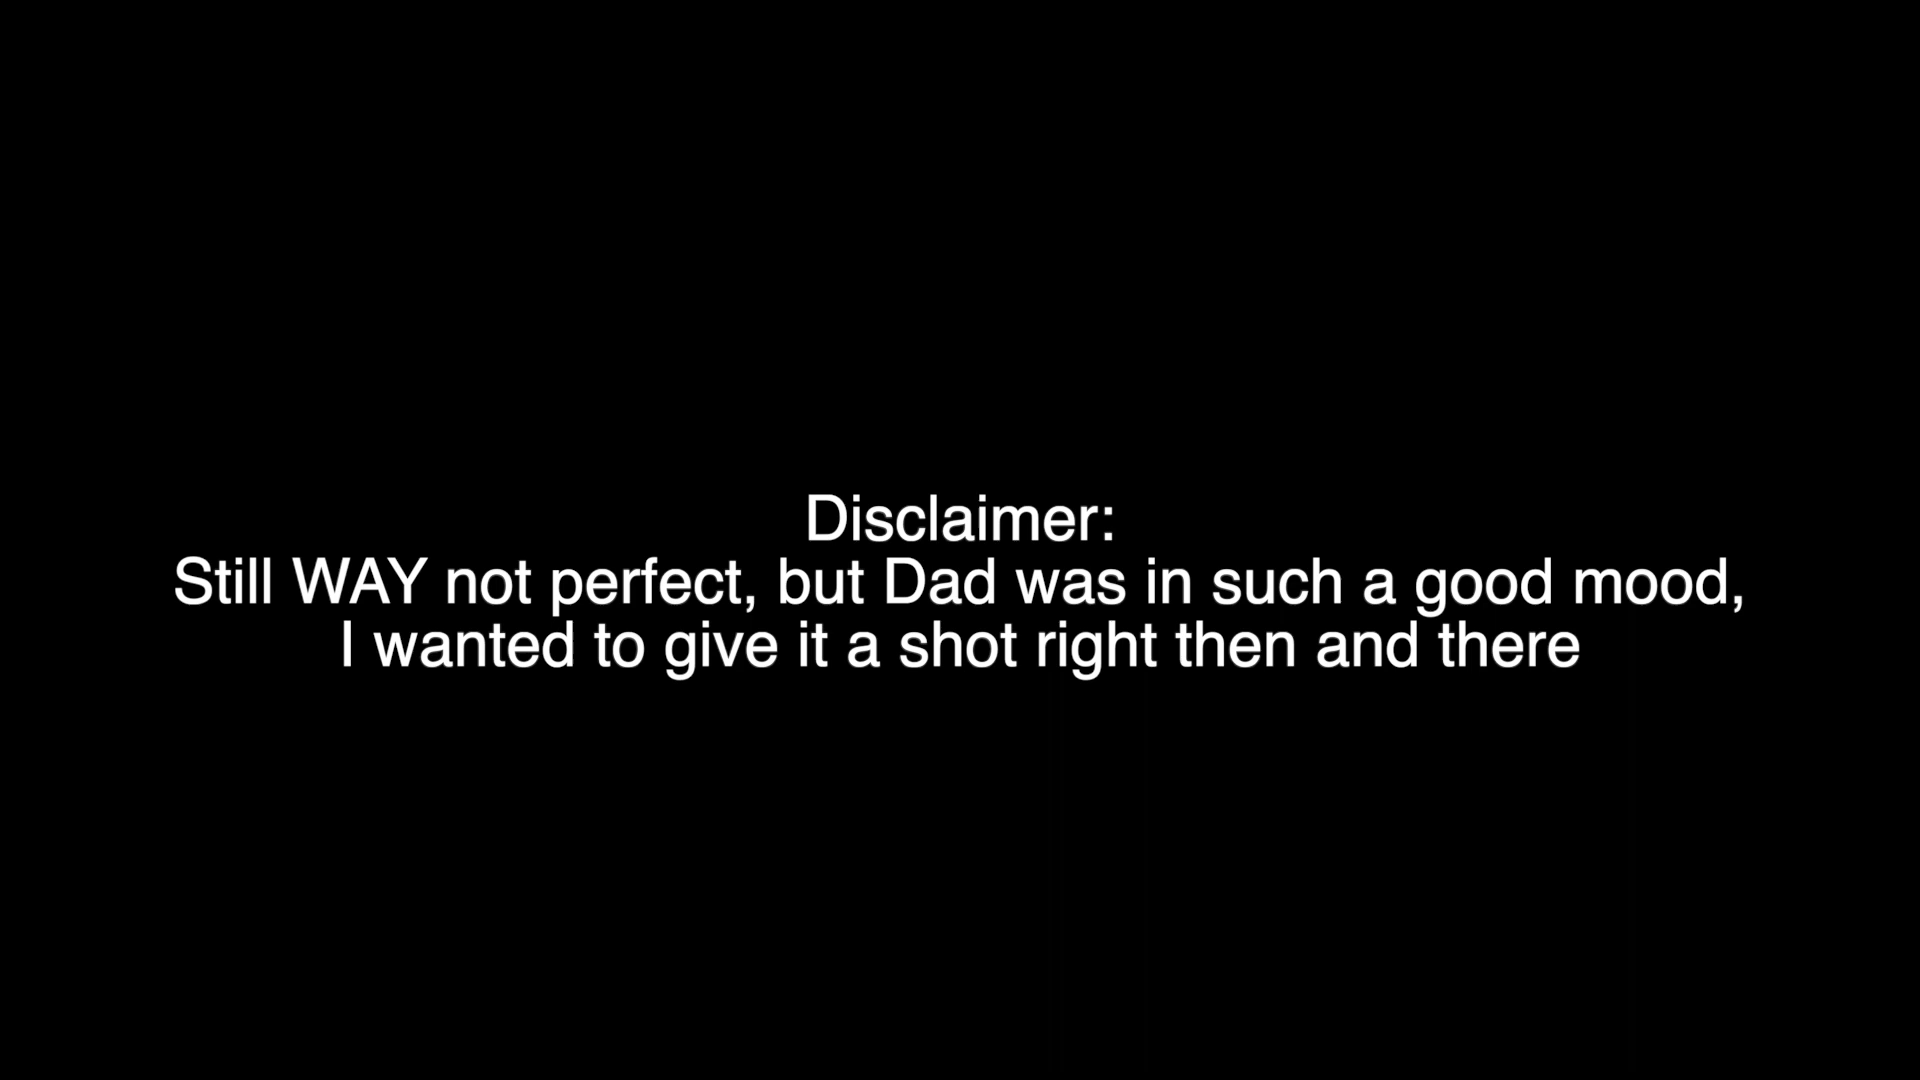 Disclaimer:
Still WAY not perfect, but Dad was in such a good mood,
I wanted to give it a shot right then and there